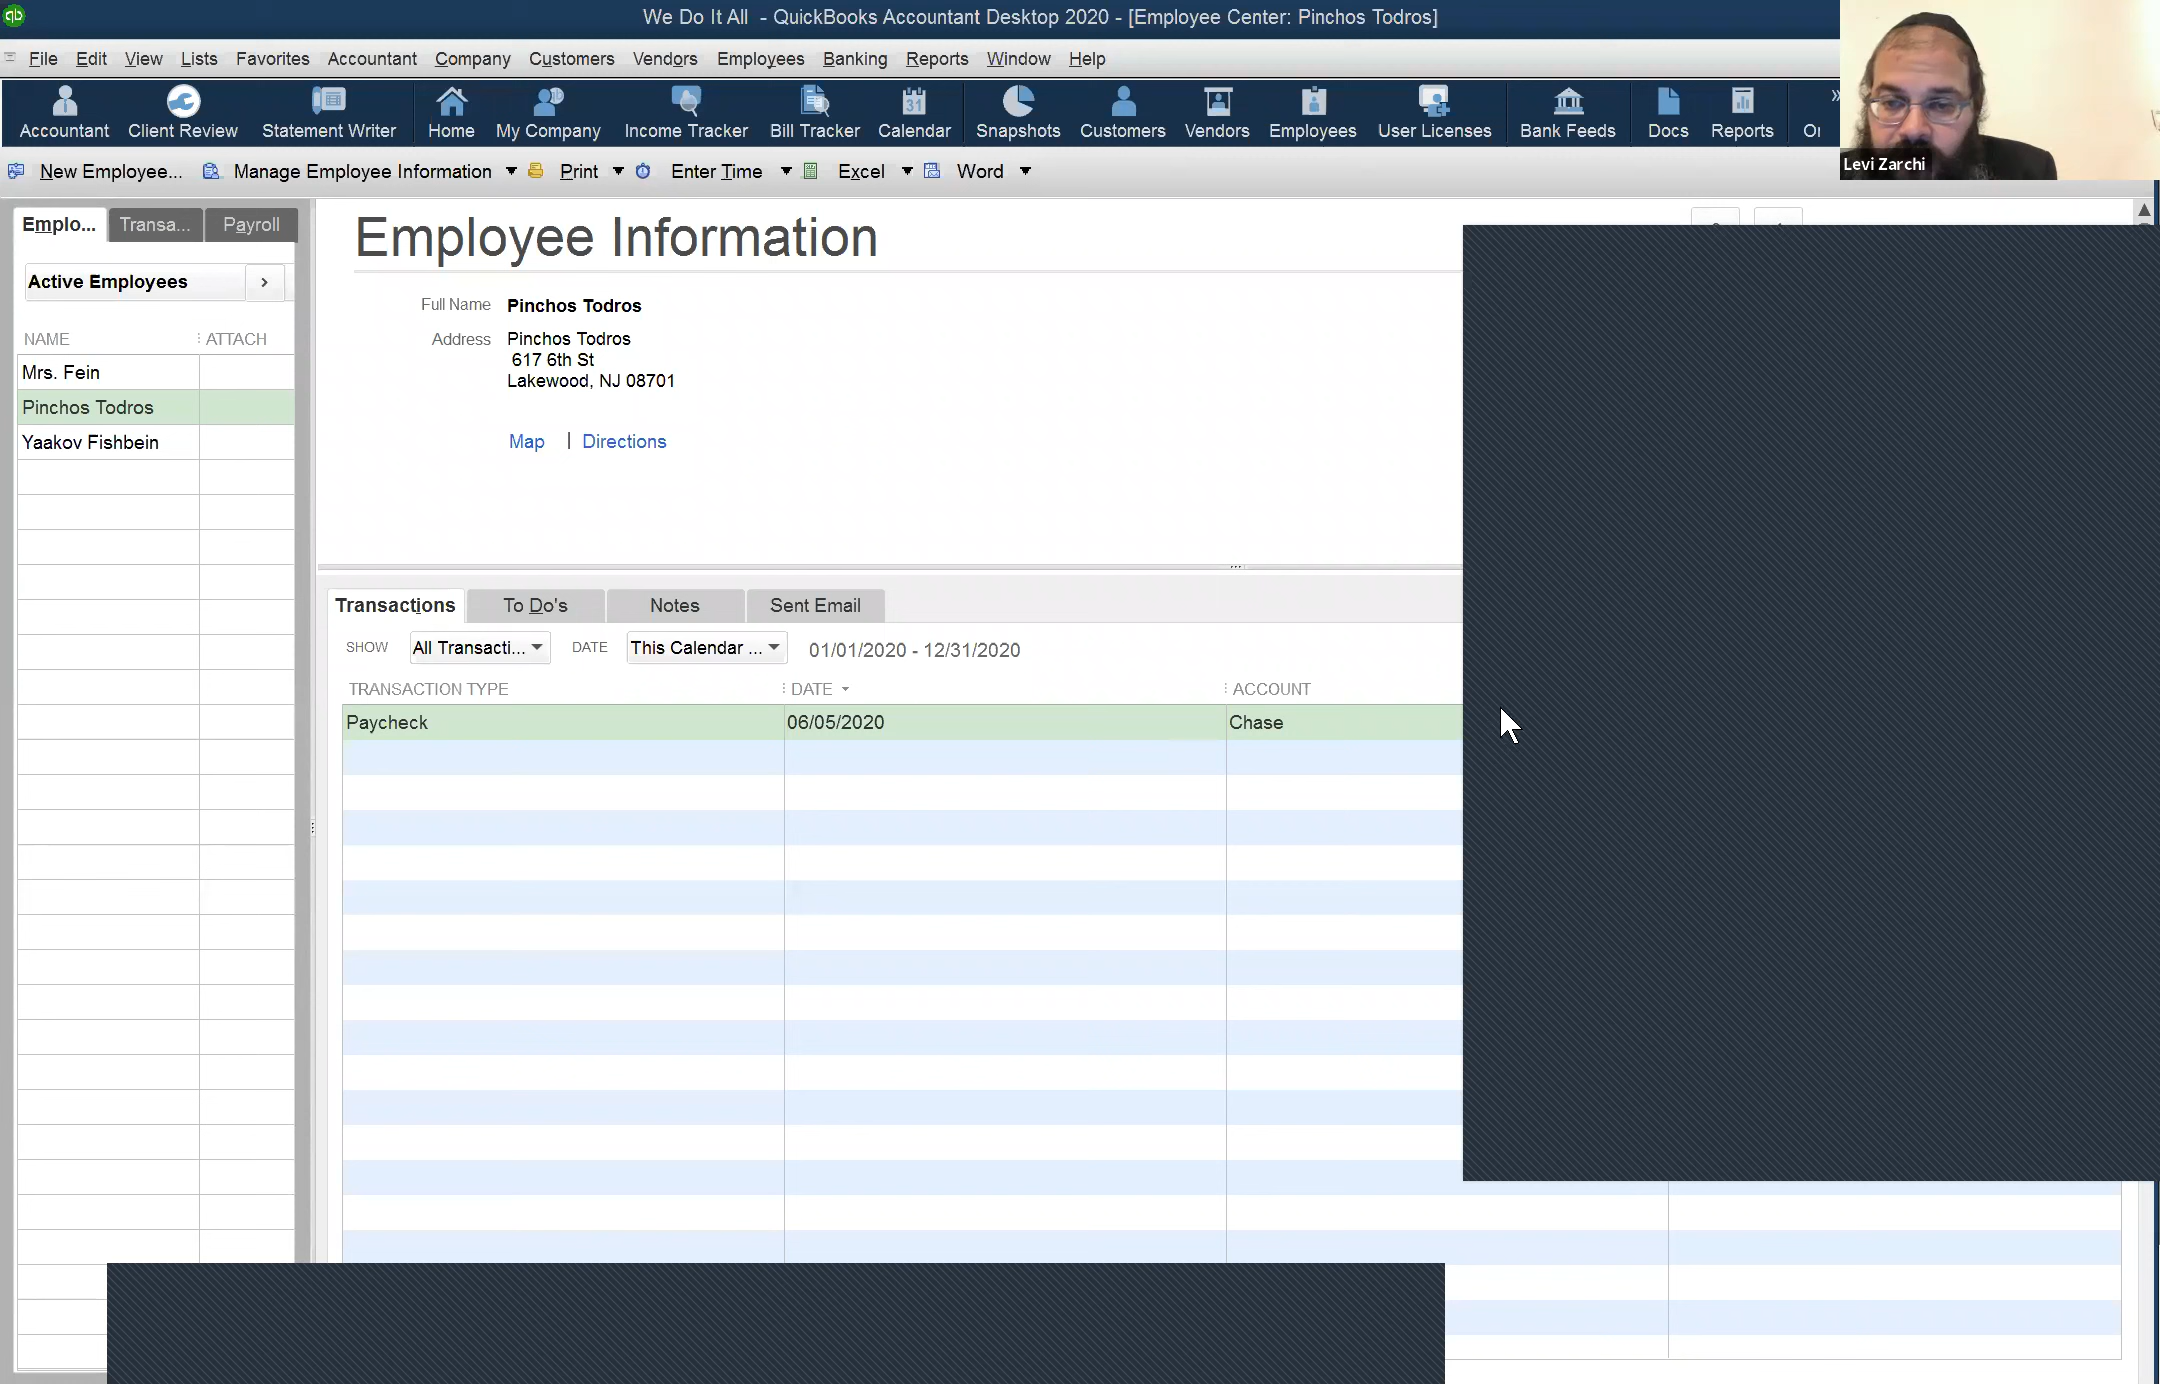 We Do It All - QuickBooks Accountant Desktop 2020 - [Employee Center: Pinchos Todros]
File Edit View Lists Favorites Accountant Company Customers Vendors Employees Banking Reports Window Help
Accountant Client Review Statement Writer Home My Company Income Tracker Bill Tracker Calendar Snapshots Customers Vendors Employees User Licenses Bank Feeds Docs Reports
31
Levi Zarchi
New Employee... Manage Employee Information Print Enter Time Excel Word
Emplo... Transa... Payroll
Active Employees
NAME ATTACH
Mrs. Fein
Pinchos Todros
Yaakov Fishbein
Employee Information
Full Name Pinchos Todros
Address Pinchos Todros
617 6th St
Lakewood, NJ 08701
Map | Directions
Transactions To Do's Notes Sent Email
SHOW All Transacti... DATE This Calendar ... 01/01/2020 - 12/31/2020
TRANSACTION TYPE DATE ACCOUNT
Paycheck 06/05/2020 Chase